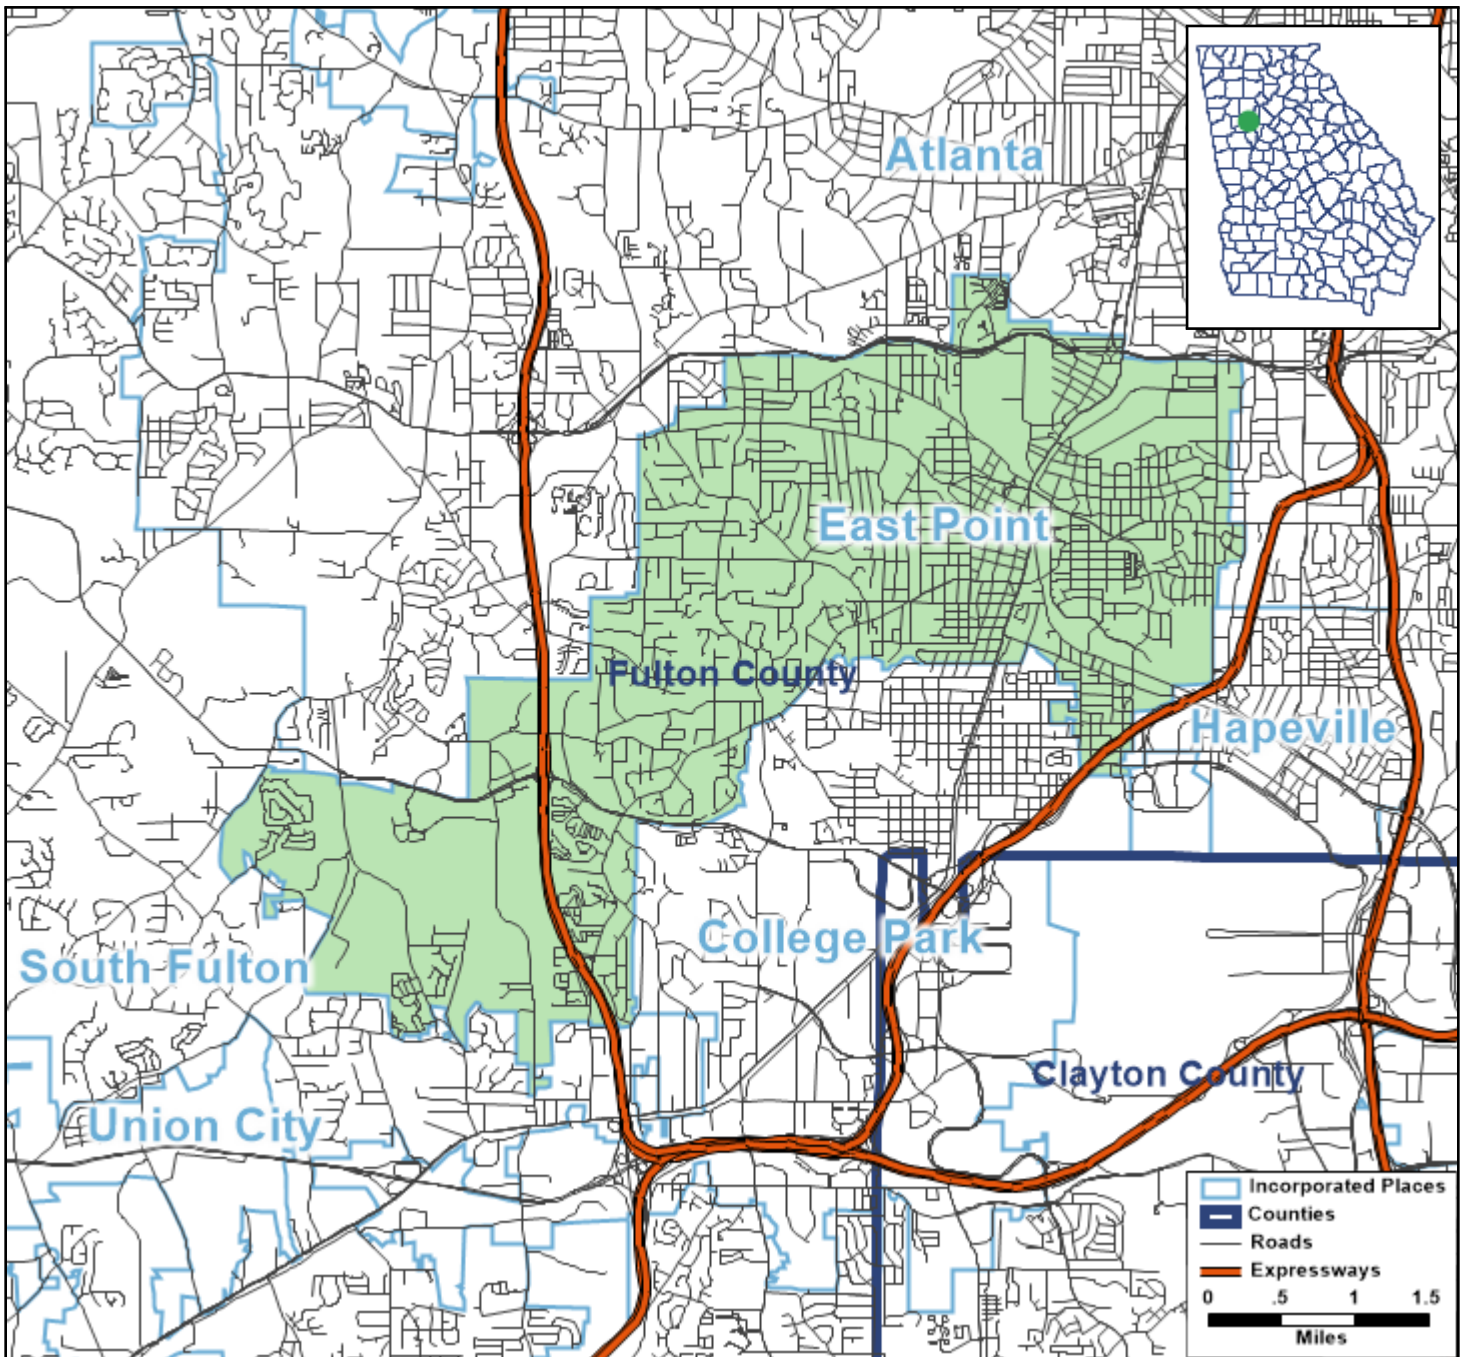 Atlanta
East Point
Fulton County
Hapeville
College Park
South Fulton
Clayton County
Union City
Incorporated Places
Counties
Roads
Expressways
0 .5 1 1.5
Miles